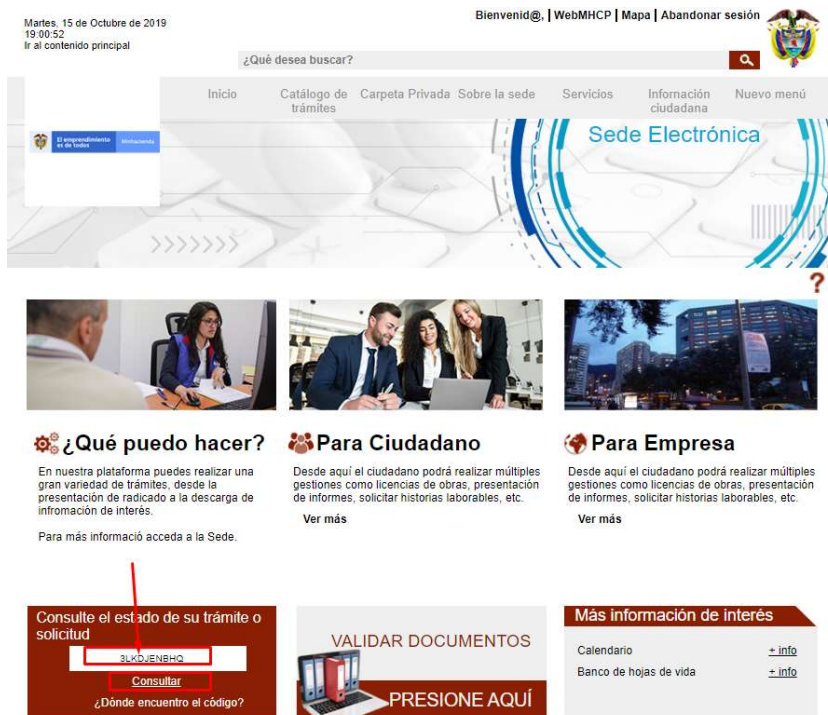 Martes, 15 de Octubre de 2019
19:00:52
Ir al contenido principal
Bienvenid@, | WebMHCP | Mapa | Abandonar sesión
¿Qué desea buscar?
Inicio
Catálogo de trámites
Carpeta Privada
Sobre la sede
Servicios
Infornación ciudadana
Nuevo menú
El emprendimiento
es de todos
Minhacienda
Sede Electrónica
?
¿Qué puedo hacer?
En nuestra plataforma puedes realizar una
gran variedad de trámites, desde la
presentación de radicado a la descarga de
infromación de interés.
Para más informació acceda a la Sede.
Para Ciudadano
Desde aquí el ciudadano podrá realizar múltiples
gestiones como licencias de obras, presentación
de informes, solicitar historias laborables, etc.
Ver más
Para Empresa
Desde aquí el ciudadano podrá realizar múltiples
gestiones como licencias de obras, presentación
de informes, solicitar historias laborables, etc.
Ver más
Consulte el estado de su trámite o
solicitud
3LKDJENBHQ
Consultar
¿Dónde encuentro el código?
VALIDAR DOCUMENTOS
PRESIONE AQUÍ
Más información de interés
Calendario + info
Banco de hojas de vida + info